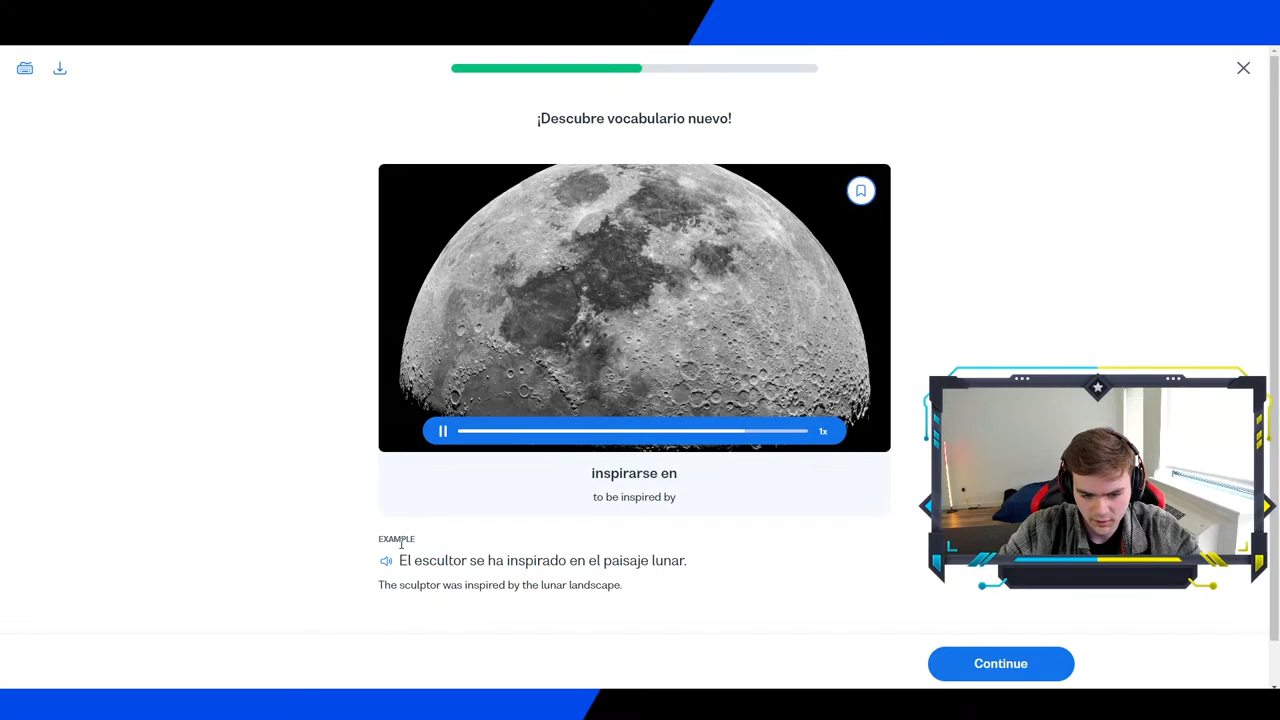 ¡Descubre vocabulario nuevo!
1x
inspirarse en
to be inspired by
EXAMPLE
El escultor se ha inspirado en el paisaje lunar.
The sculptor was inspired by the lunar landscape.
Continue